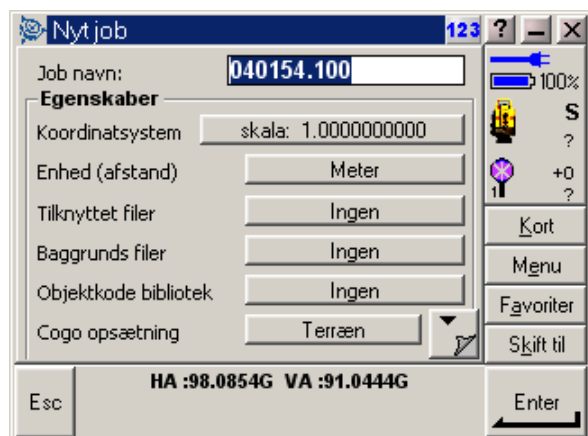 Nyt job 123 ?
Job navn: 040154.100
100%
Egenskaber
S
?
Koordinatsystem skala: 1.0000000000
Enhed (afstand) Meter
+0
1 ?
Tilknyttet filer Ingen
Kort
Baggrunds filer Ingen
Menu
Objektkode bibliotek Ingen
Favoriter
Cogo opsætning Terræn
Skift til
HA :98.0854G VA :91.0444G
Esc
Enter